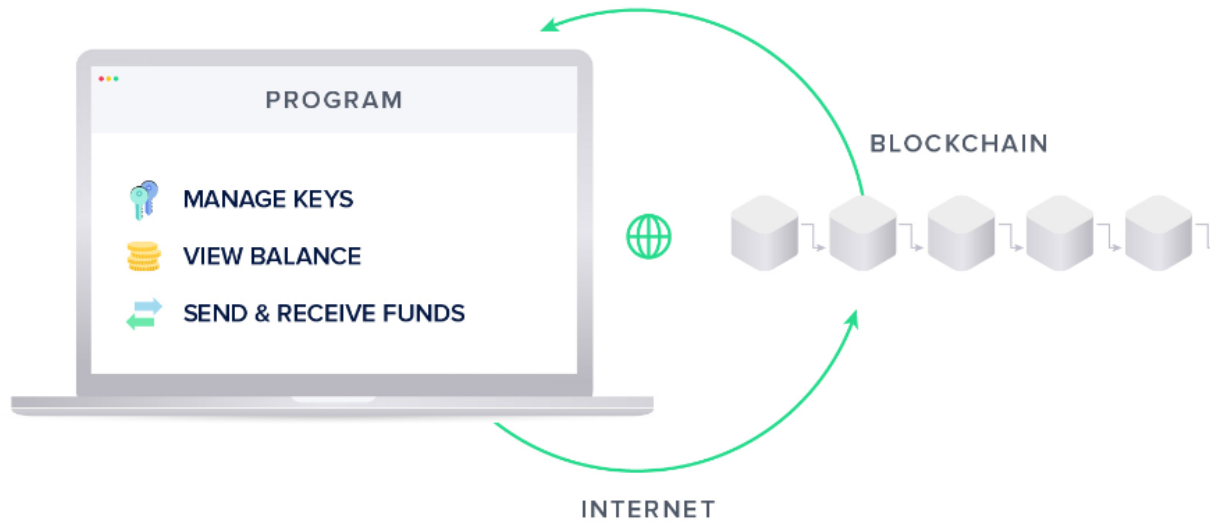 PROGRAM
MANAGE KEYS
VIEW BALANCE
SEND & RECEIVE FUNDS
BLOCKCHAIN
INTERNET